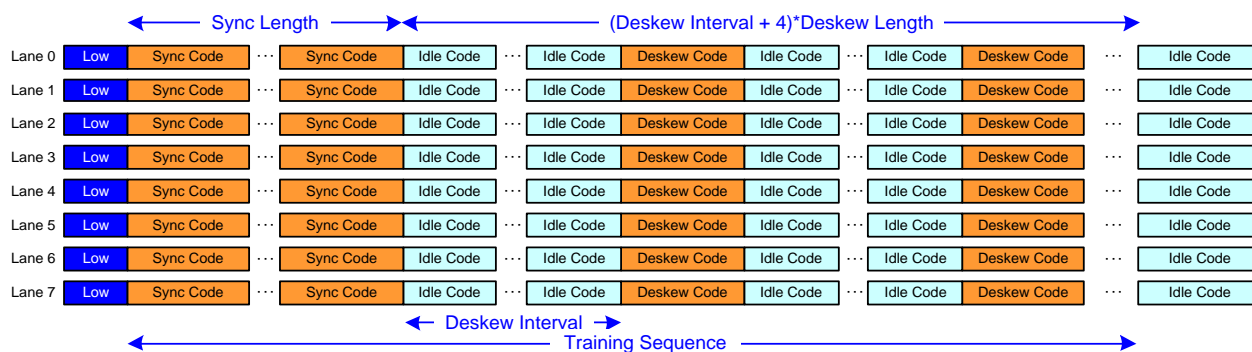 Sync Length (Deskew Interval + 4)*Deskew Length
Lane 0 Low Sync Code ... Sync Code Idle Code ... Idle Code Deskew Code Idle Code ... Idle Code Deskew Code ... Idle Code
Lane 1 Low Sync Code ... Sync Code Idle Code ... Idle Code Deskew Code Idle Code ... Idle Code Deskew Code ... Idle Code
Lane 2 Low Sync Code ... Sync Code Idle Code ... Idle Code Deskew Code Idle Code ... Idle Code Deskew Code ... Idle Code
Lane 3 Low Sync Code ... Sync Code Idle Code ... Idle Code Deskew Code Idle Code ... Idle Code Deskew Code ... Idle Code
Lane 4 Low Sync Code ... Sync Code Idle Code ... Idle Code Deskew Code Idle Code ... Idle Code Deskew Code ... Idle Code
Lane 5 Low Sync Code ... Sync Code Idle Code ... Idle Code Deskew Code Idle Code ... Idle Code Deskew Code ... Idle Code
Lane 6 Low Sync Code ... Sync Code Idle Code ... Idle Code Deskew Code Idle Code ... Idle Code Deskew Code ... Idle Code
Lane 7 Low Sync Code ... Sync Code Idle Code ... Idle Code Deskew Code Idle Code ... Idle Code Deskew Code ... Idle Code
Deskew Interval
Training Sequence